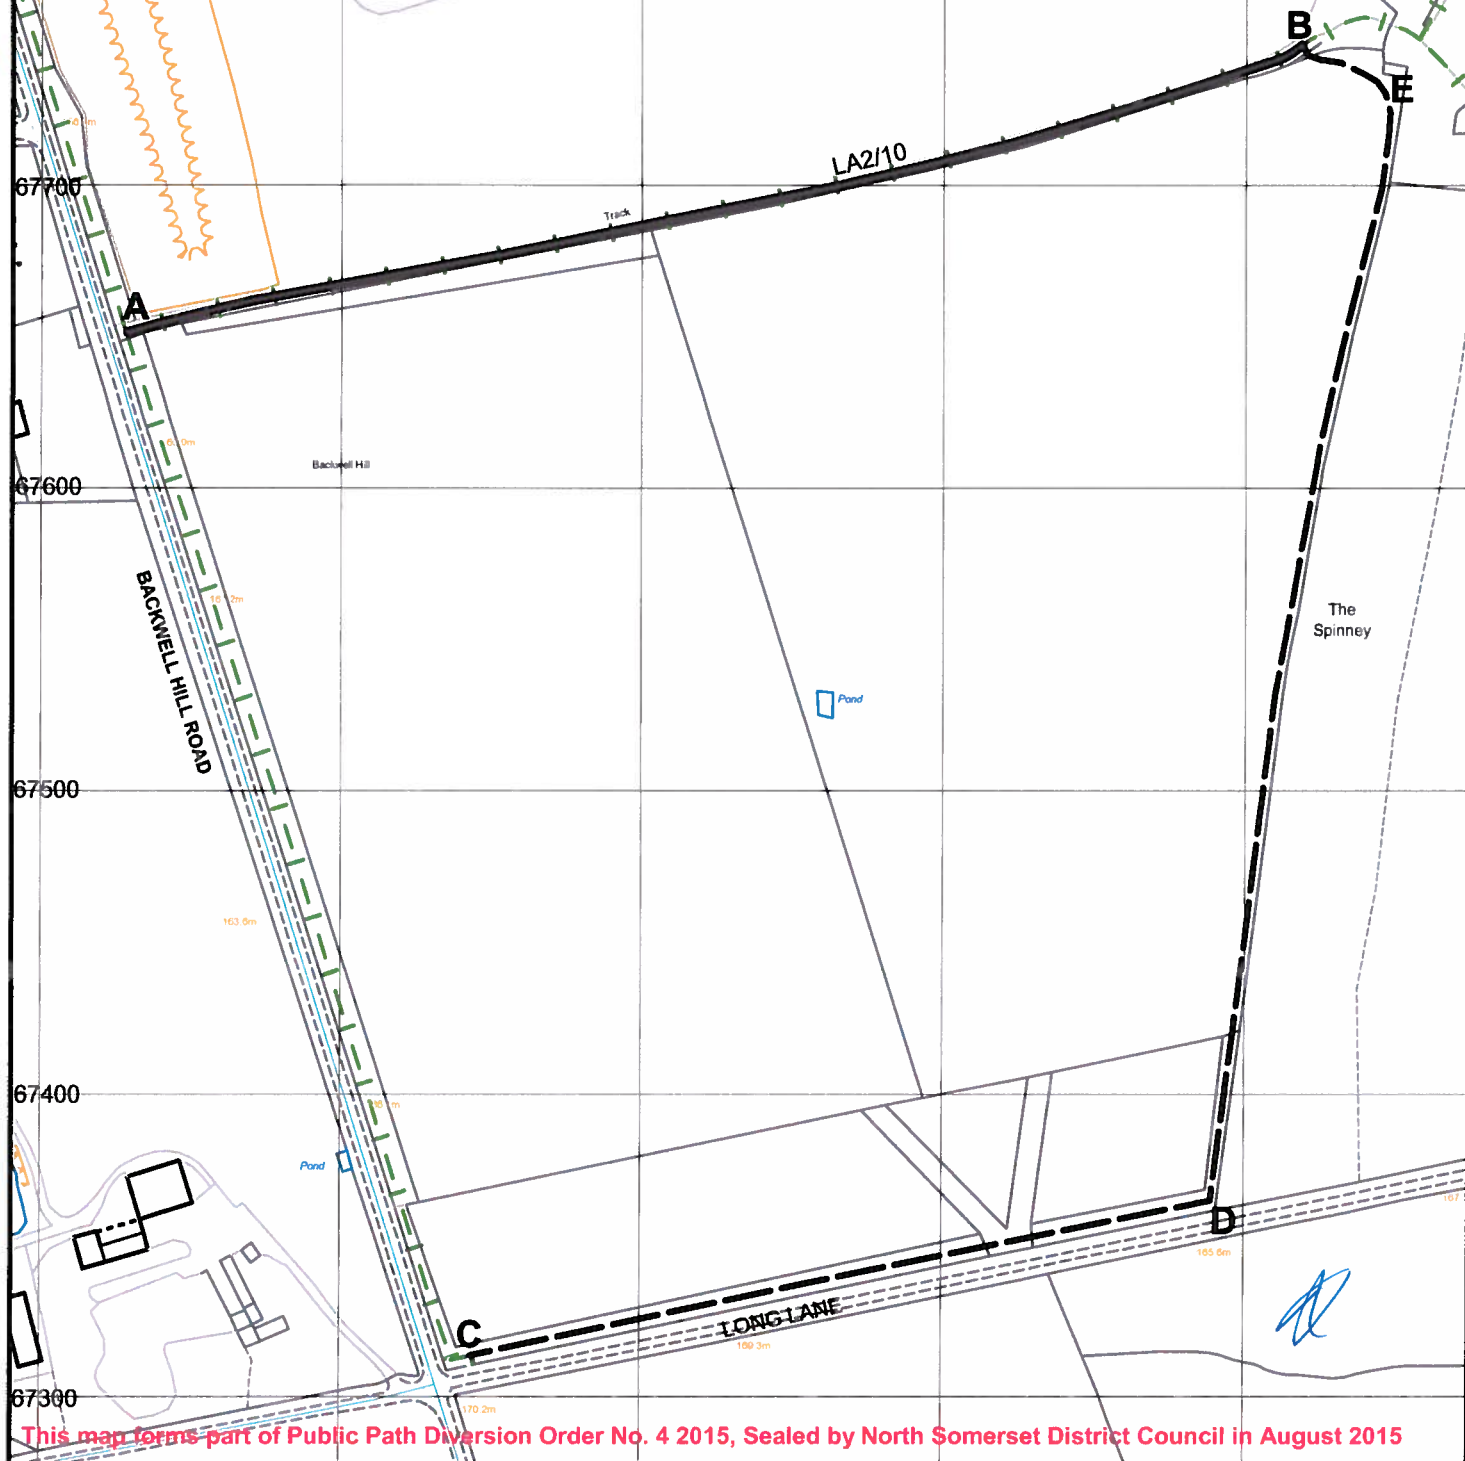 B
E
LA2/10
67700
Track
A
Backwell Hill
67600
BACKWELL HILL ROAD
The
Spinney
Pond
67500
163.6m
67400
Pond
D
165.6m
C
LONG LANE
169.3m
67300
170.2m
This map forms part of Public Path Diversion Order No. 4 2015, Sealed by North Somerset District Council in August 2015